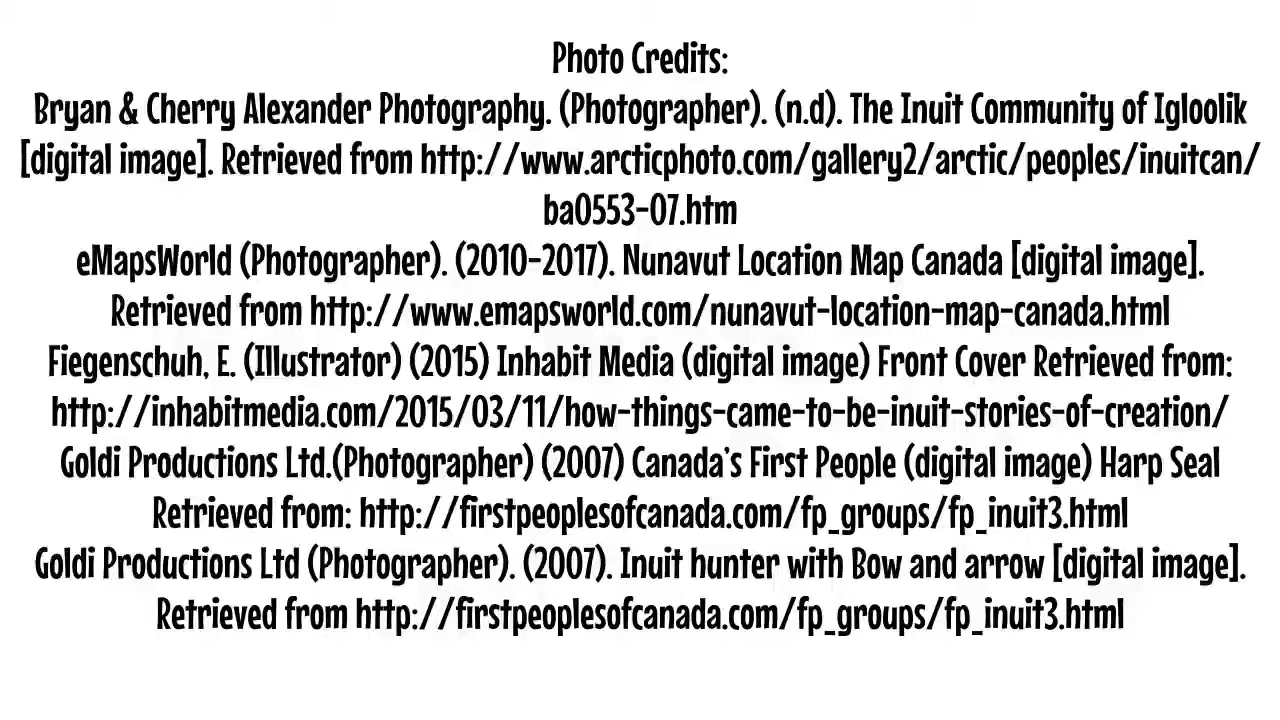 Photo Credits:
Bryan & Cherry Alexander Photography. (Photographer). (n.d). The Inuit Community of Igloolik
[digital image]. Retrieved from http://www.arcticphoto.com/gallery2/arctic/peoples/inuitcan/
ba0553-07.htm
eMapsWorld (Photographer). (2010-2017). Nunavut Location Map Canada [digital image].
Retrieved from http://www.emapsworld.com/nunavut-location-map-canada.html
Fiegenschuh, E. (Illustrator) (2015) Inhabit Media (digital image) Front Cover Retrieved from:
http://inhabitmedia.com/2015/03/11/how-things-came-to-be-inuit-stories-of-creation/
Goldi Productions Ltd.(Photographer) (2007) Canada's First People (digital image) Harp Seal
Retrieved from: http://firstpeoplesofcanada.com/fp_groups/fp_inuit3.html
Goldi Productions Ltd (Photographer). (2007). Inuit hunter with Bow and arrow [digital image].
Retrieved from http://firstpeoplesofcanada.com/fp_groups/fp_inuit3.html